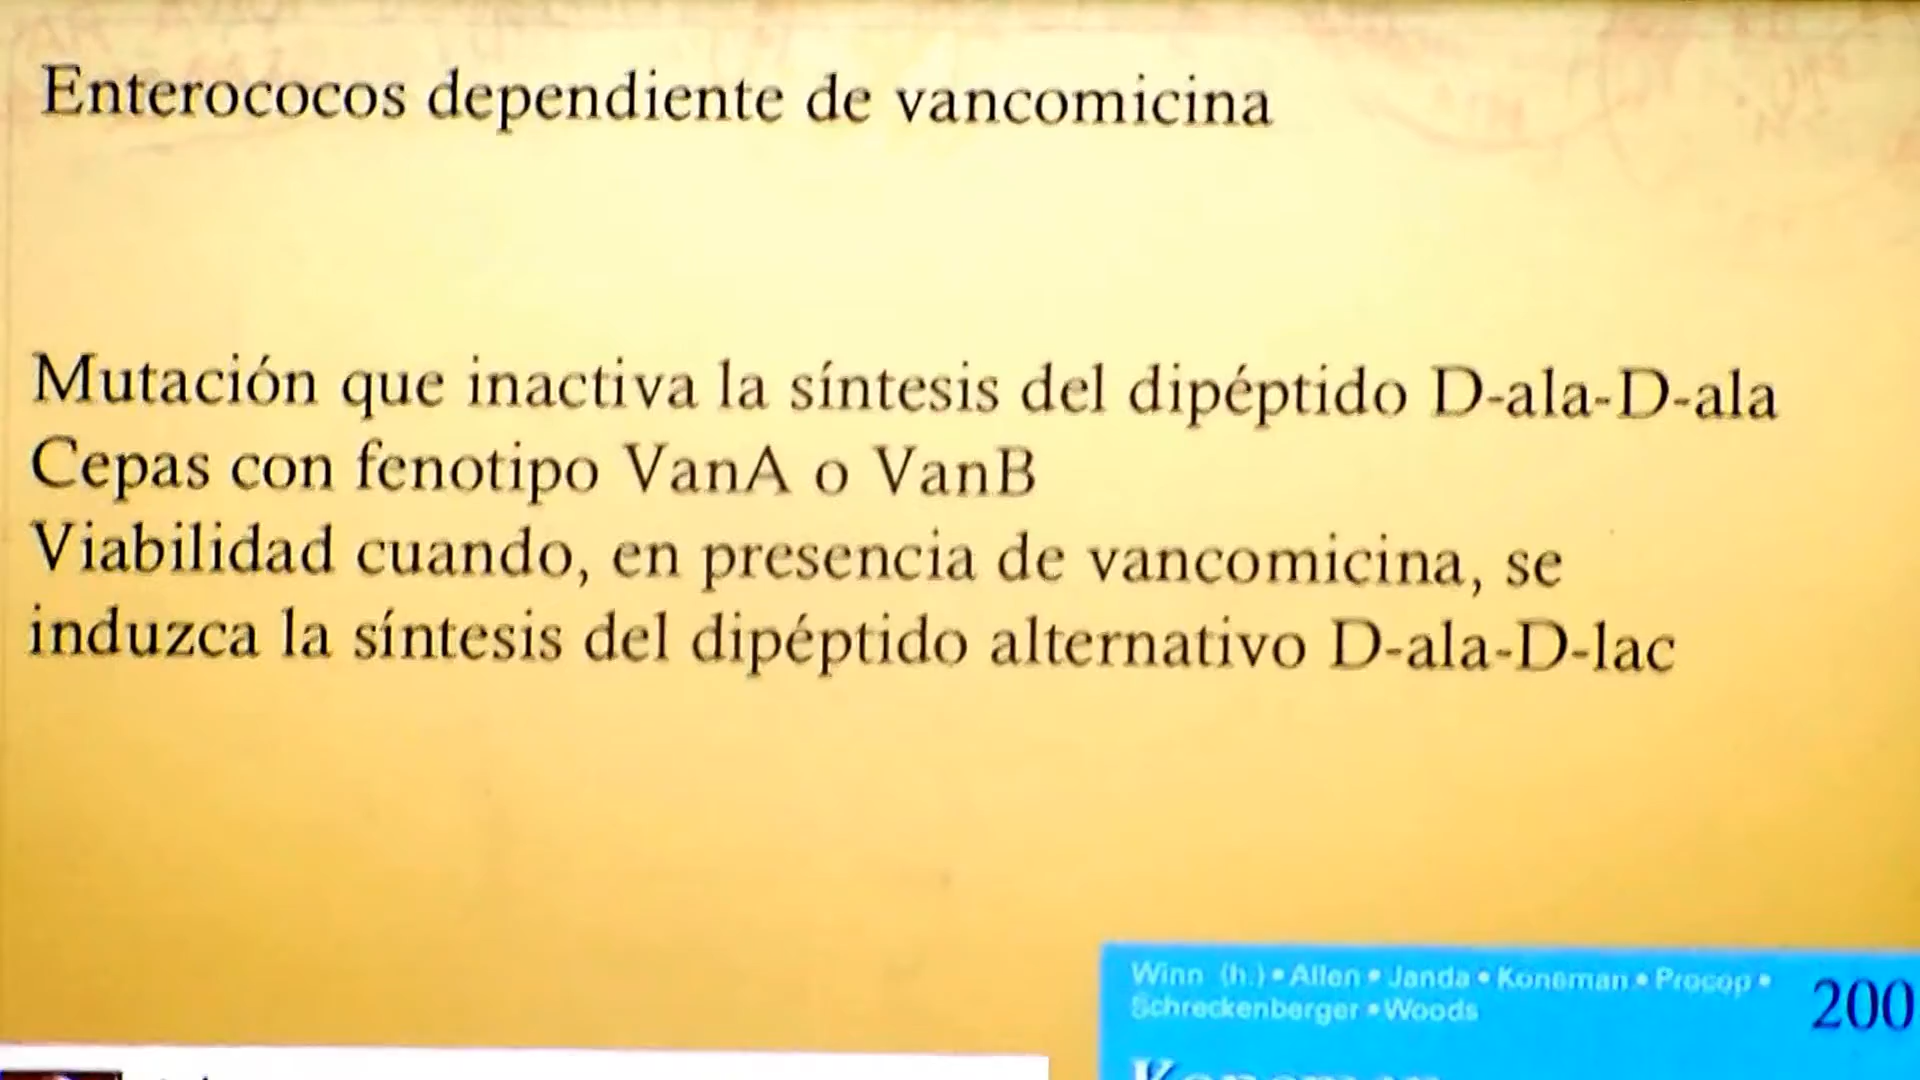 Enterococos dependiente de vancomicina
Mutación que inactiva la síntesis del dipéptido D-ala-D-ala
Cepas con fenotipo VanA o VanB
Viabilidad cuando, en presencia de vancomicina, se
induzca la síntesis del dipéptido alternativo D-ala-D-lac
Winn (h.) • Allen • Janda • Koneman • Procop •
Schreckenberger • Woods
200